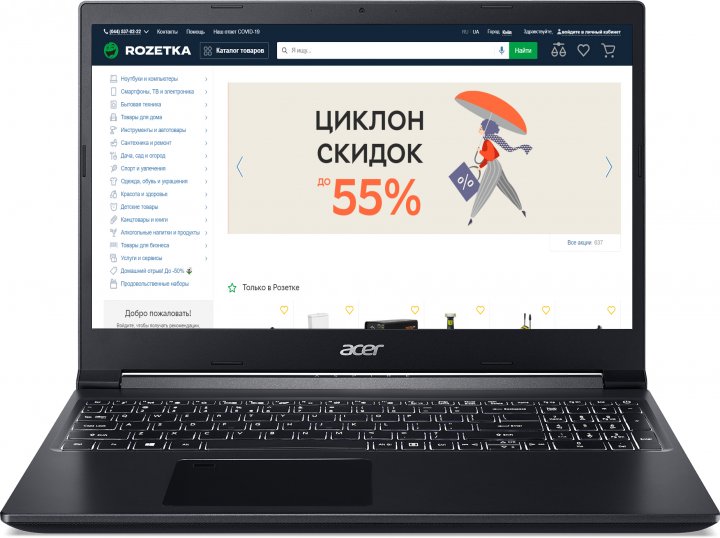 (044) 537-02-22
Контакты
Помощь
Наш ответ COVID-19
RU
UA
Город Київ
Здравствуйте, войдите в личный кабинет
ROZETKA
Каталог товаров
Я ищу...
Найти
Ноутбуки и компьютеры
Смартфоны, ТВ и электроника
Бытовая техника
Товары для дома
Инструменты и автотовары
Сантехника и ремонт
Дача, сад и огород
Спорт и увлечения
Одежда, обувь и украшения
Красота и здоровье
Детские товары
Канцтовары и книги
Алкогольные напитки и продукты
Товары для бизнеса
Услуги и сервисы
Домашний отрыв! До -50%
Продовольственные наборы
ЦИКЛОН
СКИДОК
ДО 55%
%
Все акции 637
Только в Розетке
Добро пожаловать!
Войдите, чтобы получать рекомендации,
acer